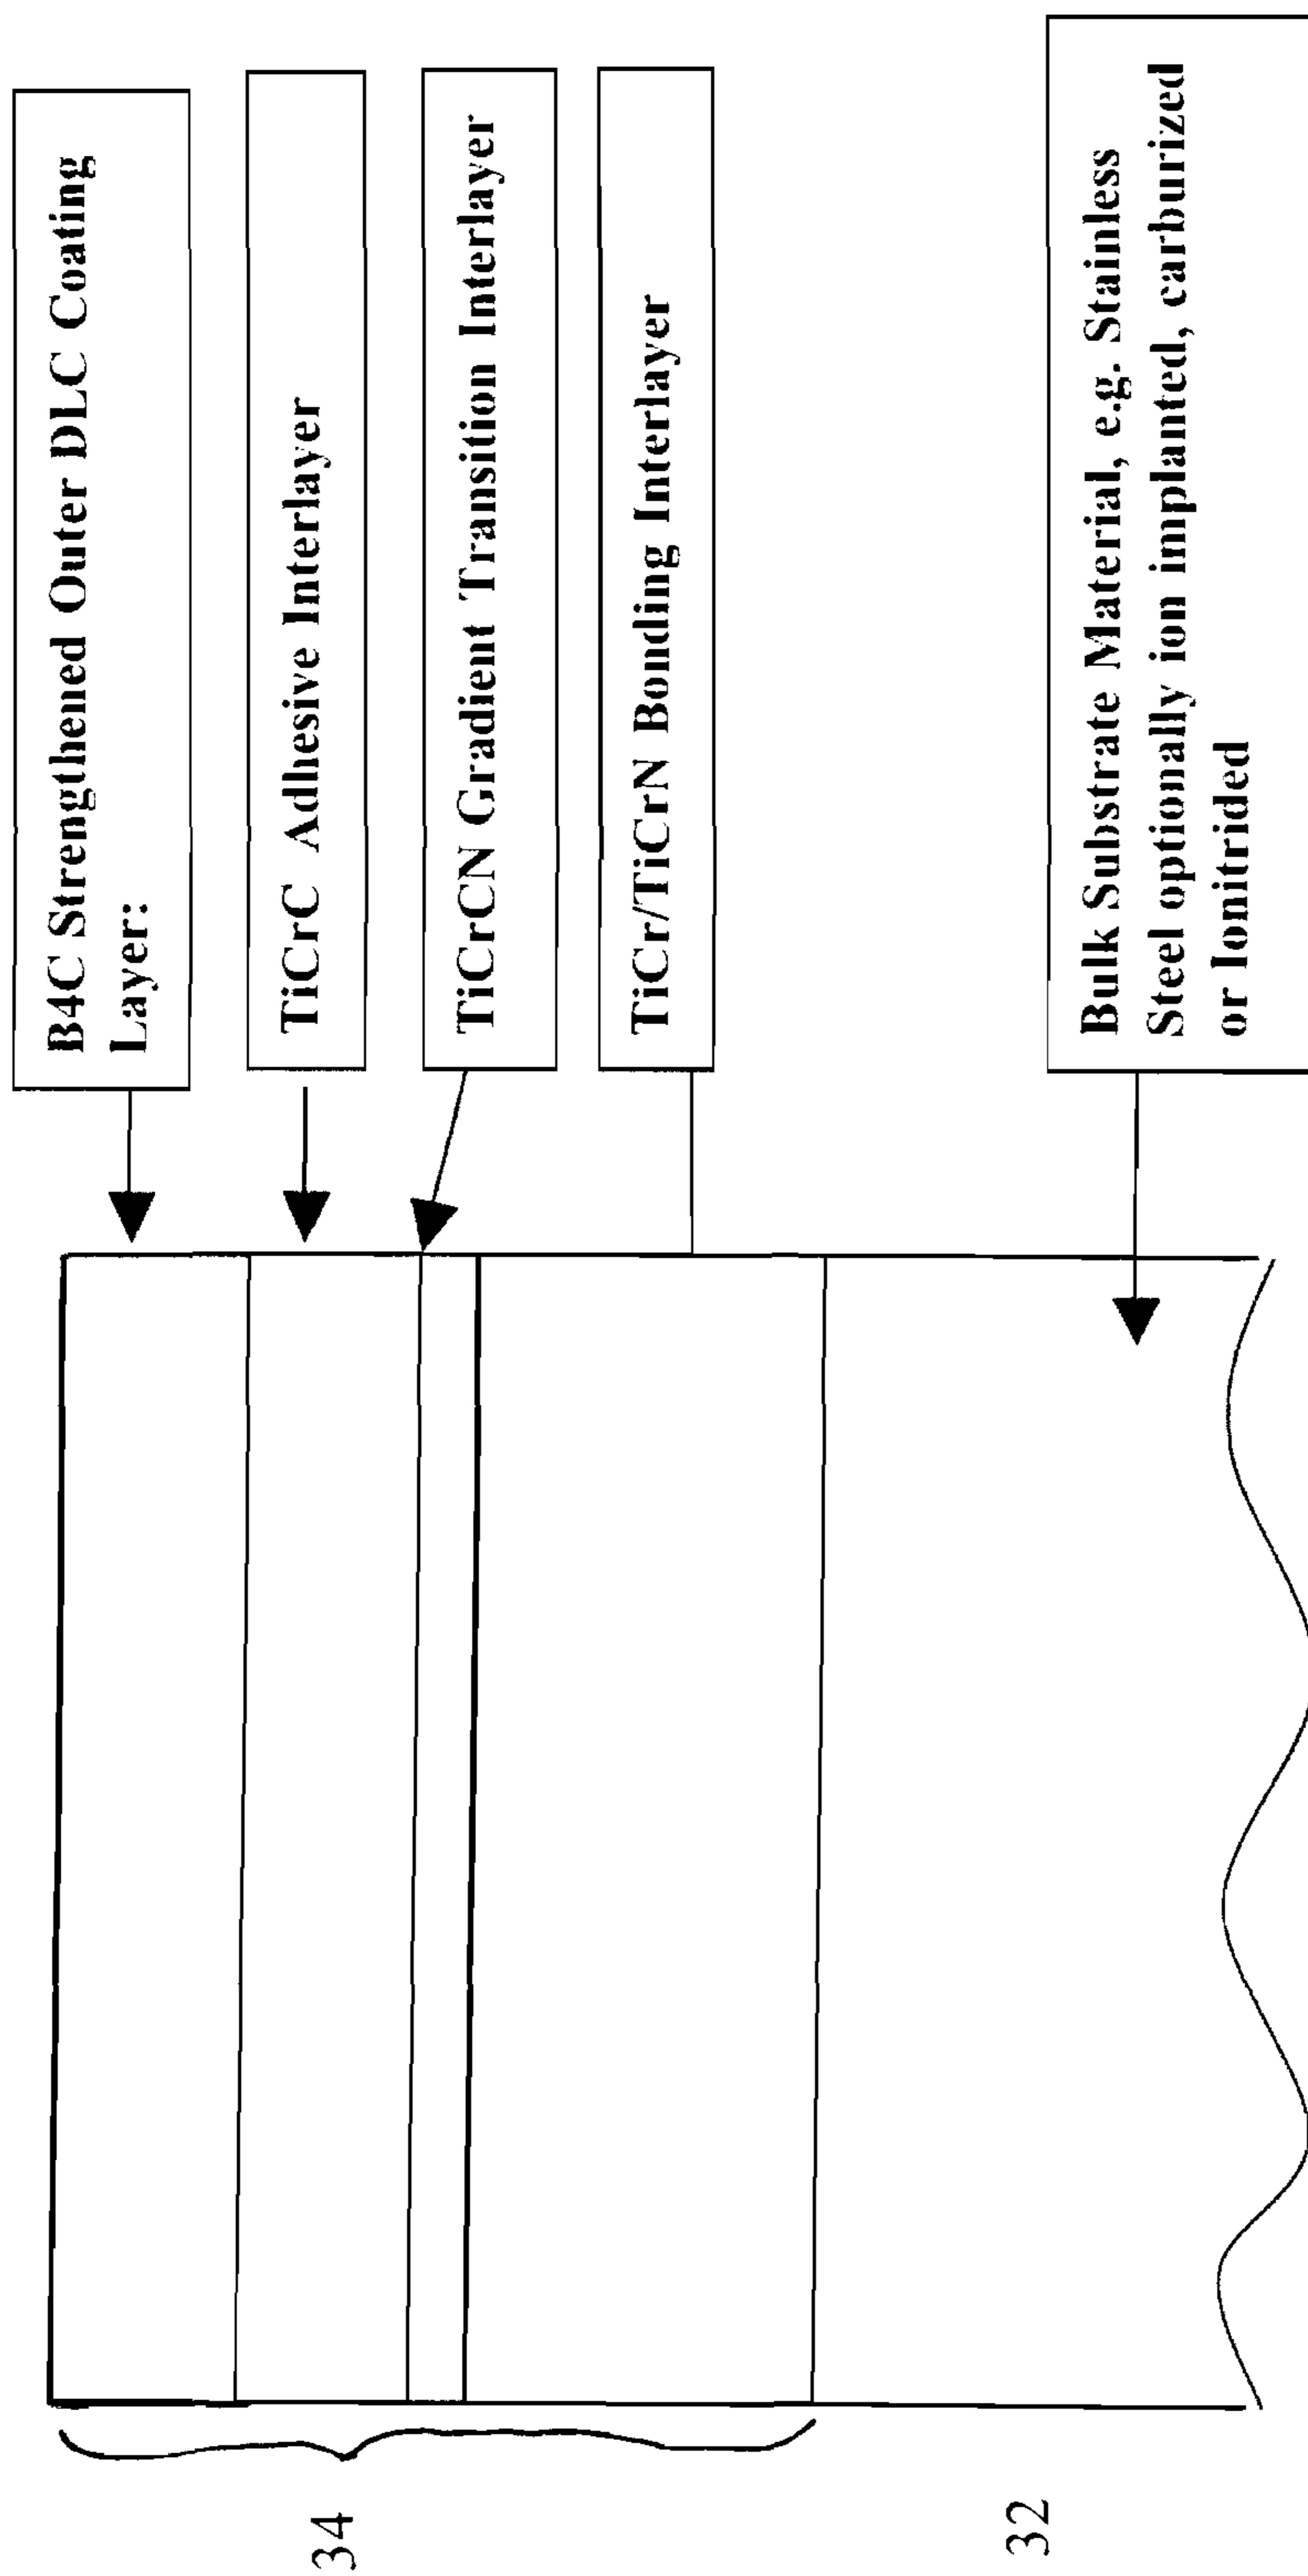 B4C Strengthened Outer DLC Coating
Layer:
TiCrC Adhesive Interlayer
TiCrCN Gradient Transition Interlayer
TiCr/TiCrN Bonding Interlayer
Bulk Substrate Material, e.g. Stainless
Steel optionally ion implanted, carburized
or Ionitrided
34
32